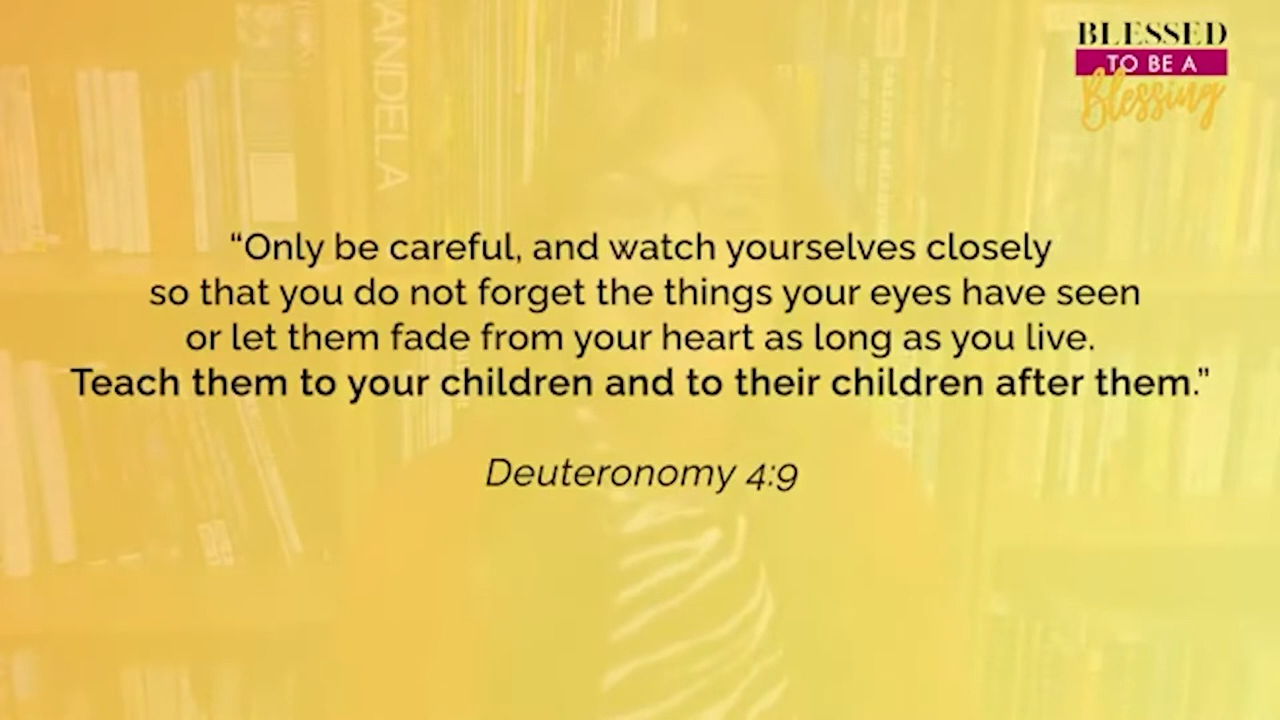 BLESSED
TO BE A
Blessing
ANDELA
“Only be careful, and watch yourselves closely
so that you do not forget the things your eyes have seen
or let them fade from your heart as long as you live.
Teach them to your children and to their children after them.”
Deuteronomy 4:9